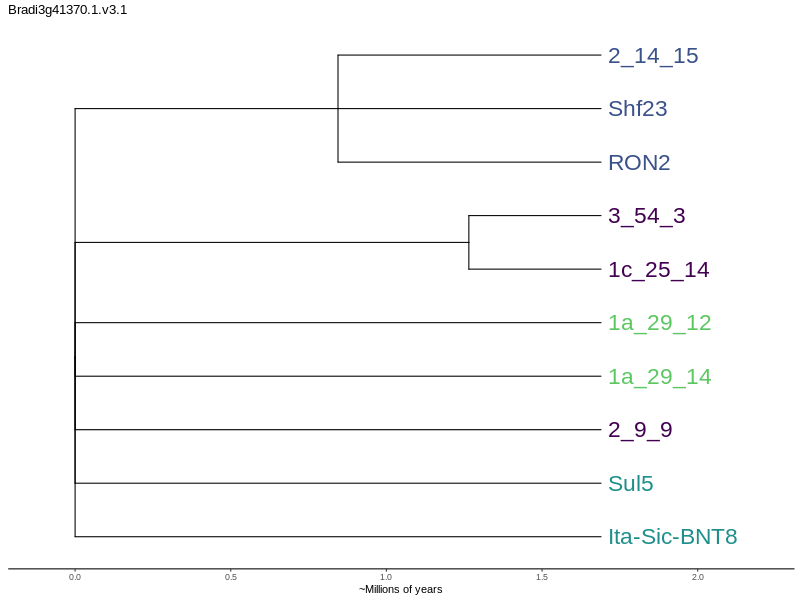 Bradi3g41370.1.v3.1
2_14_15
Shf23
RON2
3_54_3
1c_25_14
1a_29_12
1a_29_14
2_9_9
Sul5
Ita-Sic-BNT8
0.0 0.5 1.0 1.5 2.0
~Millions of years